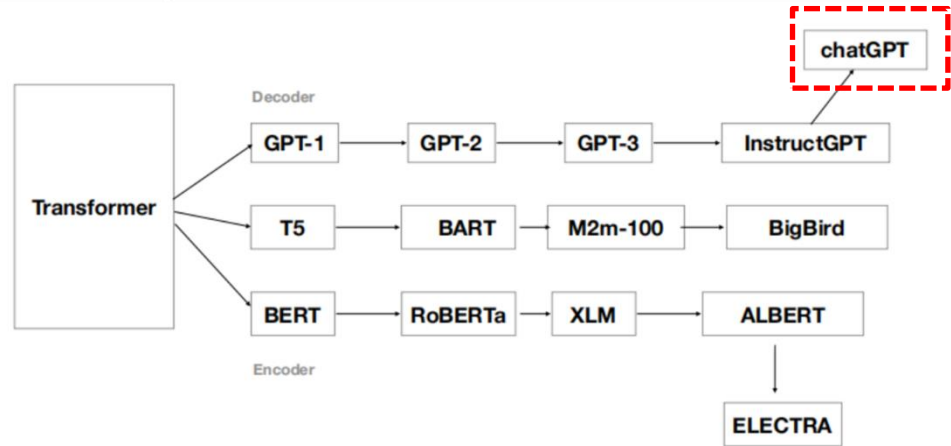 chatGPT
Decoder
GPT-1
GPT-2
GPT-3
InstructGPT
Transformer
T5
BART
M2m-100
BigBird
BERT
RoBERTa
XLM
ALBERT
Encoder
ELECTRA